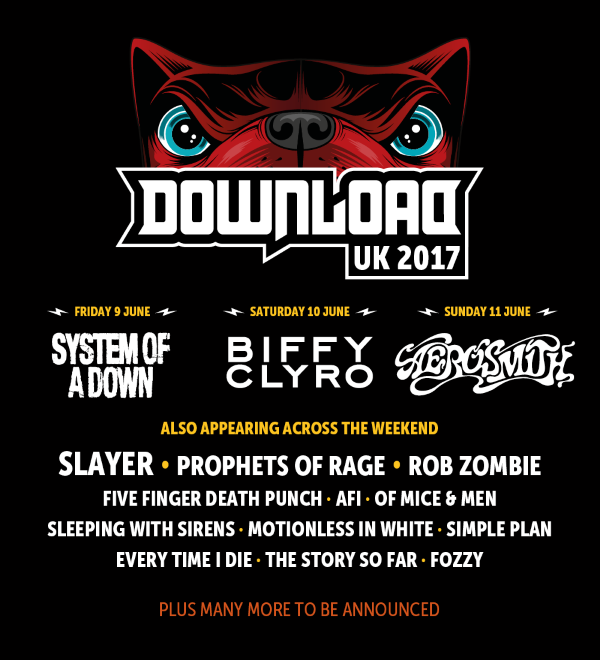 DOWNLOAD
UK 2017
FRIDAY 9 JUNE SATURDAY 10 JUNE SUNDAY 11 JUNE
SYSTEM OF A DOWN
BIFFY CLYRO
AEROSMITH
ALSO APPEARING ACROSS THE WEEKEND
SLAYER • PROPHETS OF RAGE • ROB ZOMBIE
FIVE FINGER DEATH PUNCH · AFI · OF MICE & MEN
SLEEPING WITH SIRENS · MOTIONLESS IN WHITE · SIMPLE PLAN
EVERY TIME I DIE · THE STORY SO FAR · FOZZY
PLUS MANY MORE TO BE ANNOUNCED